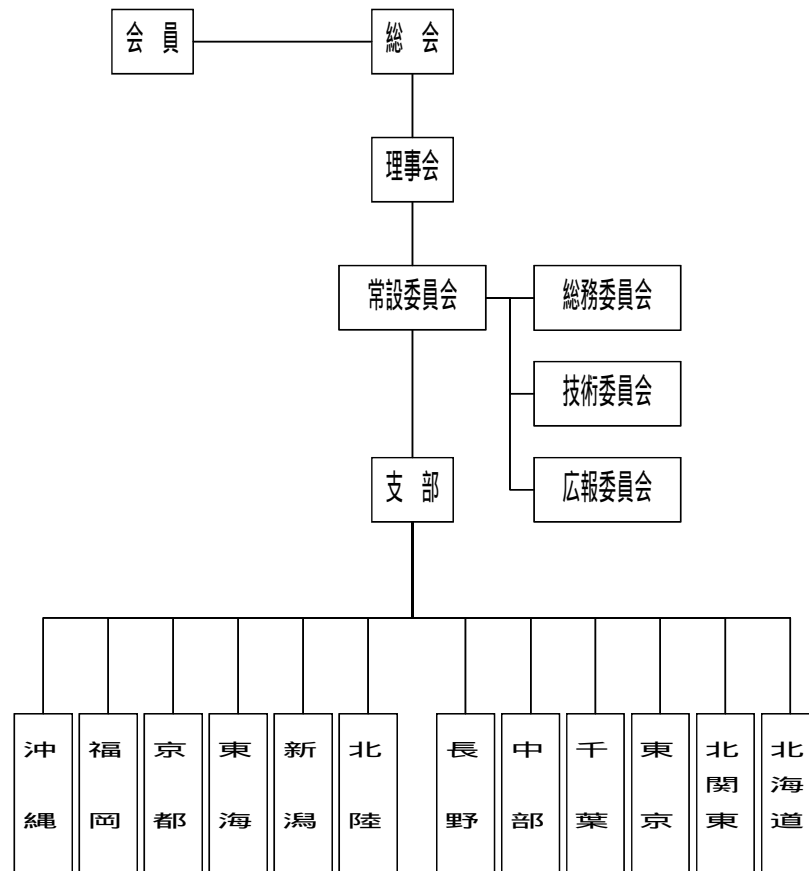 会 員
総 会
理事会
常設委員会
総務委員会
技術委員会
支 部
広報委員会
沖縄
福岡
京都
東海
新潟
北陸
長野
中部
千葉
東京
北関東
北海道